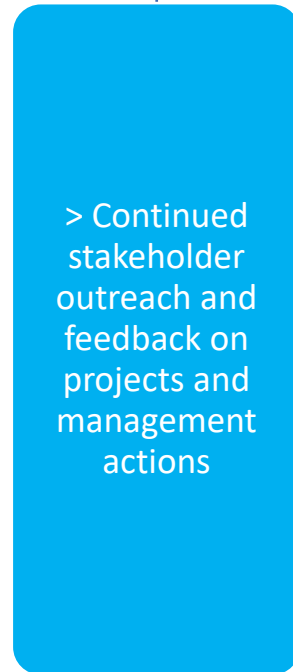 > Continued
stakeholder
outreach and
feedback on
projects and
management
actions